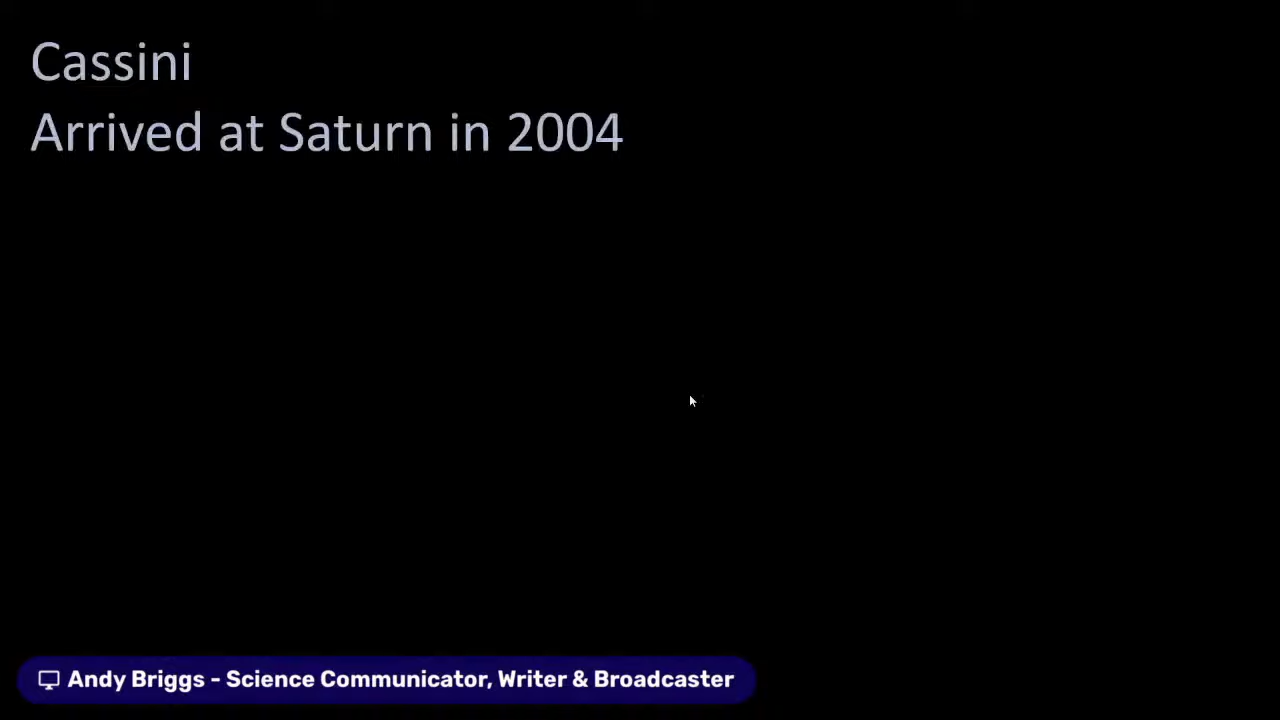 Cassini
Arrived at Saturn in 2004
Andy Briggs - Science Communicator, Writer & Broadcaster